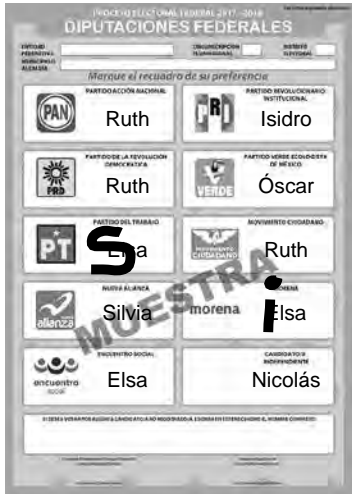 PROCESO ELECTORAL FEDERAL 2017 - 2018
DIPUTACIONES FEDERALES
ENTIDAD FEDERATIVA
CIRCUNSCRIPCIÓN PLURINOMINAL
DISTRITO ELECTORAL
MUNICIPIO O ALCALDÍA
Marque el recuadro de su preferencia
PARTIDO ACCIÓN NACIONAL
PAN
Ruth
PARTIDO REVOLUCIONARIO INSTITUCIONAL
PRI
Isidro
PARTIDO DE LA REVOLUCIÓN DEMOCRÁTICA
PRD
Ruth
PARTIDO VERDE ECOLOGISTA DE MÉXICO
VERDE
Óscar
PARTIDO DEL TRABAJO
PT
S
Elsa
MOVIMIENTO CIUDADANO
MOVIMIENTO CIUDADANO
Ruth
NUEVA ALIANZA
alianza
Silvia
MORENA
morena
i
Elsa
MUESTRA
ENCUENTRO SOCIAL
encuentro social
Elsa
CANDIDATO/A INDEPENDIENTE
Nicolás